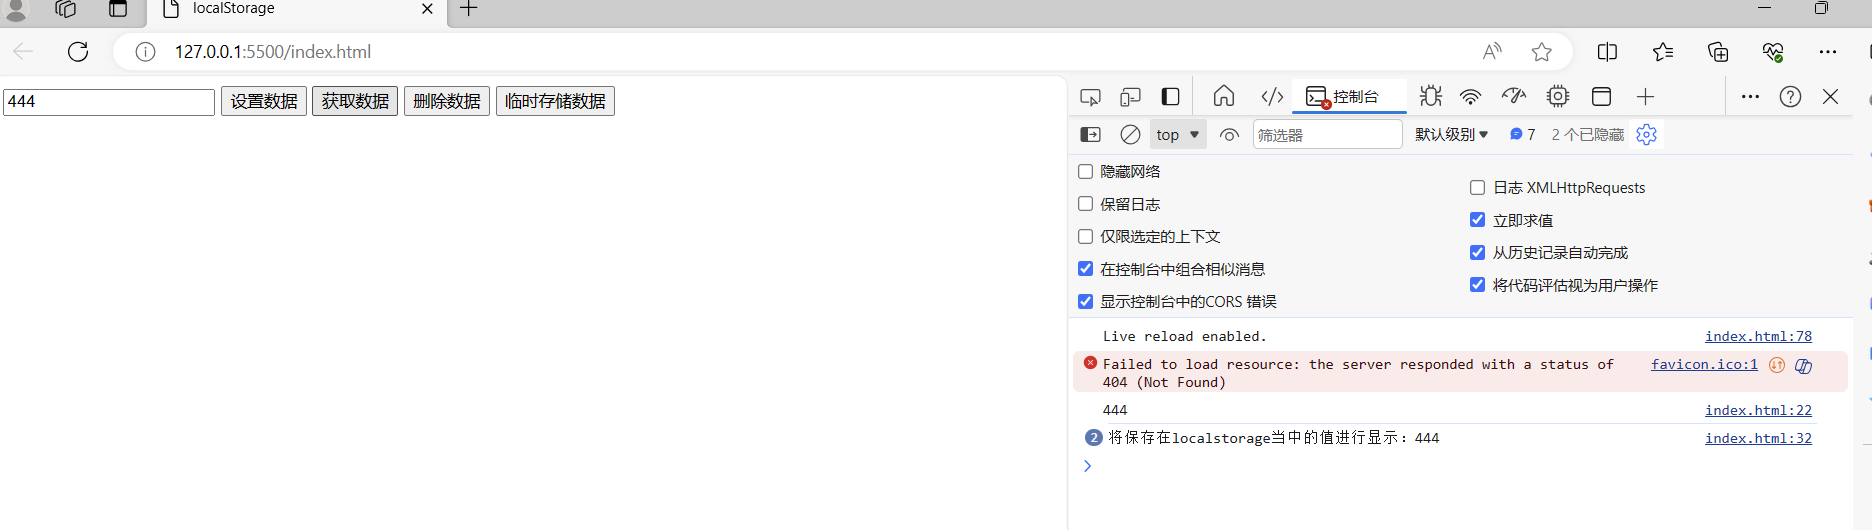 localStorage
127.0.0.1:5500/index.html
444 设置数据 获取数据 删除数据 临时存储数据
控制台
top 筛选器 默认级别 7 2 个已隐藏
隐藏网络
日志 XMLHttpRequests
保留日志
立即求值
仅限选定的上下文
从历史记录自动完成
在控制台中组合相似消息
将代码评估视为用户操作
显示控制台中的CORS 错误
Live reload enabled. index.html:78
Failed to load resource: the server responded with a status of favicon.ico:1
404 (Not Found)
444 index.html:22
2 将保存在localstorage当中的值进行显示：444 index.html:32